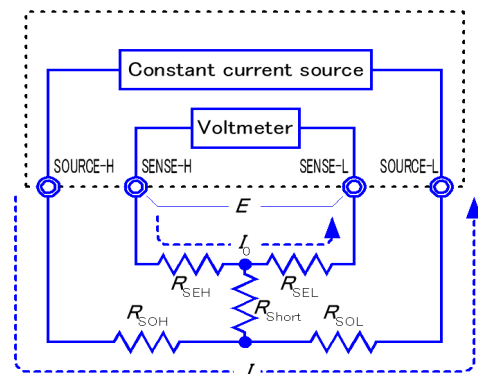 Constant current source
Voltmeter
SOURCE-H SENSE-H SENSE-L SOURCE-L
E
I0
RSEH RSEL
RShort
RSOH RSOL
I